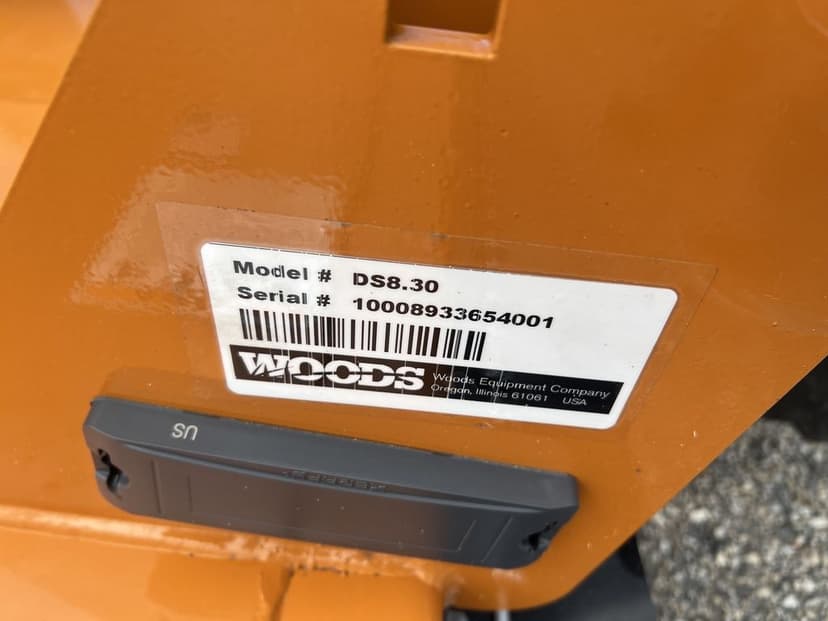 Model # DS8.30
Serial # 10008933654001
WOODS
Woods Equipment Company
Oregon, Illinois 61061 USA
US